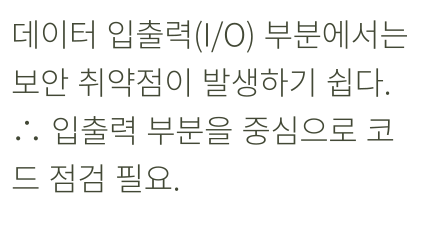 데이터 입출력(I/O) 부분에서는
보안 취약점이 발생하기 쉽다.
∴ 입출력 부분을 중심으로 코
드 점검 필요.